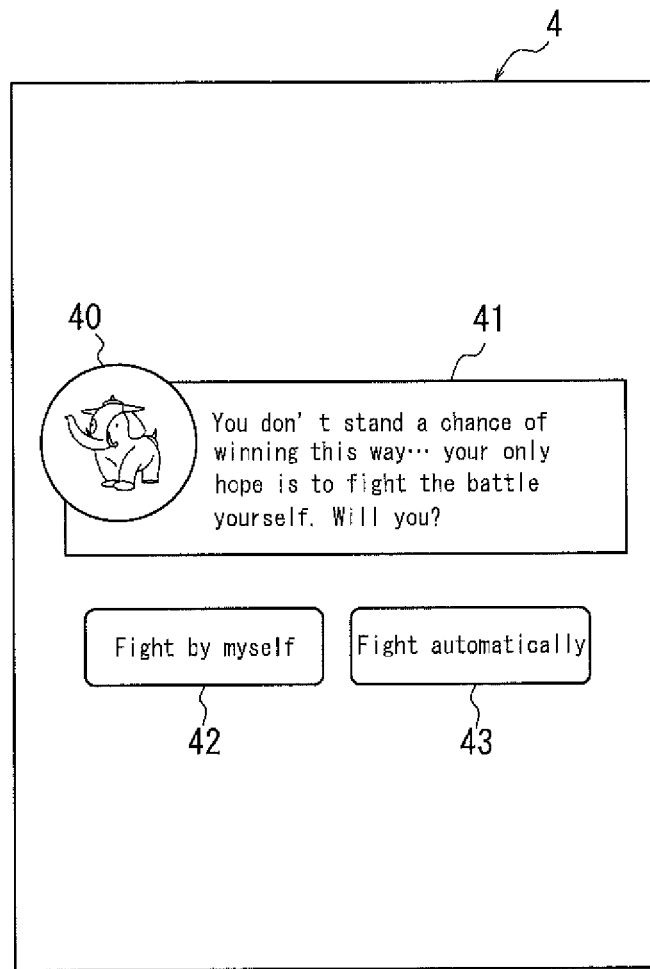 4
40
41
You don't stand a chance of
winning this way… your only
hope is to fight the battle
yourself. Will you?
Fight by myself
Fight automatically
42
43